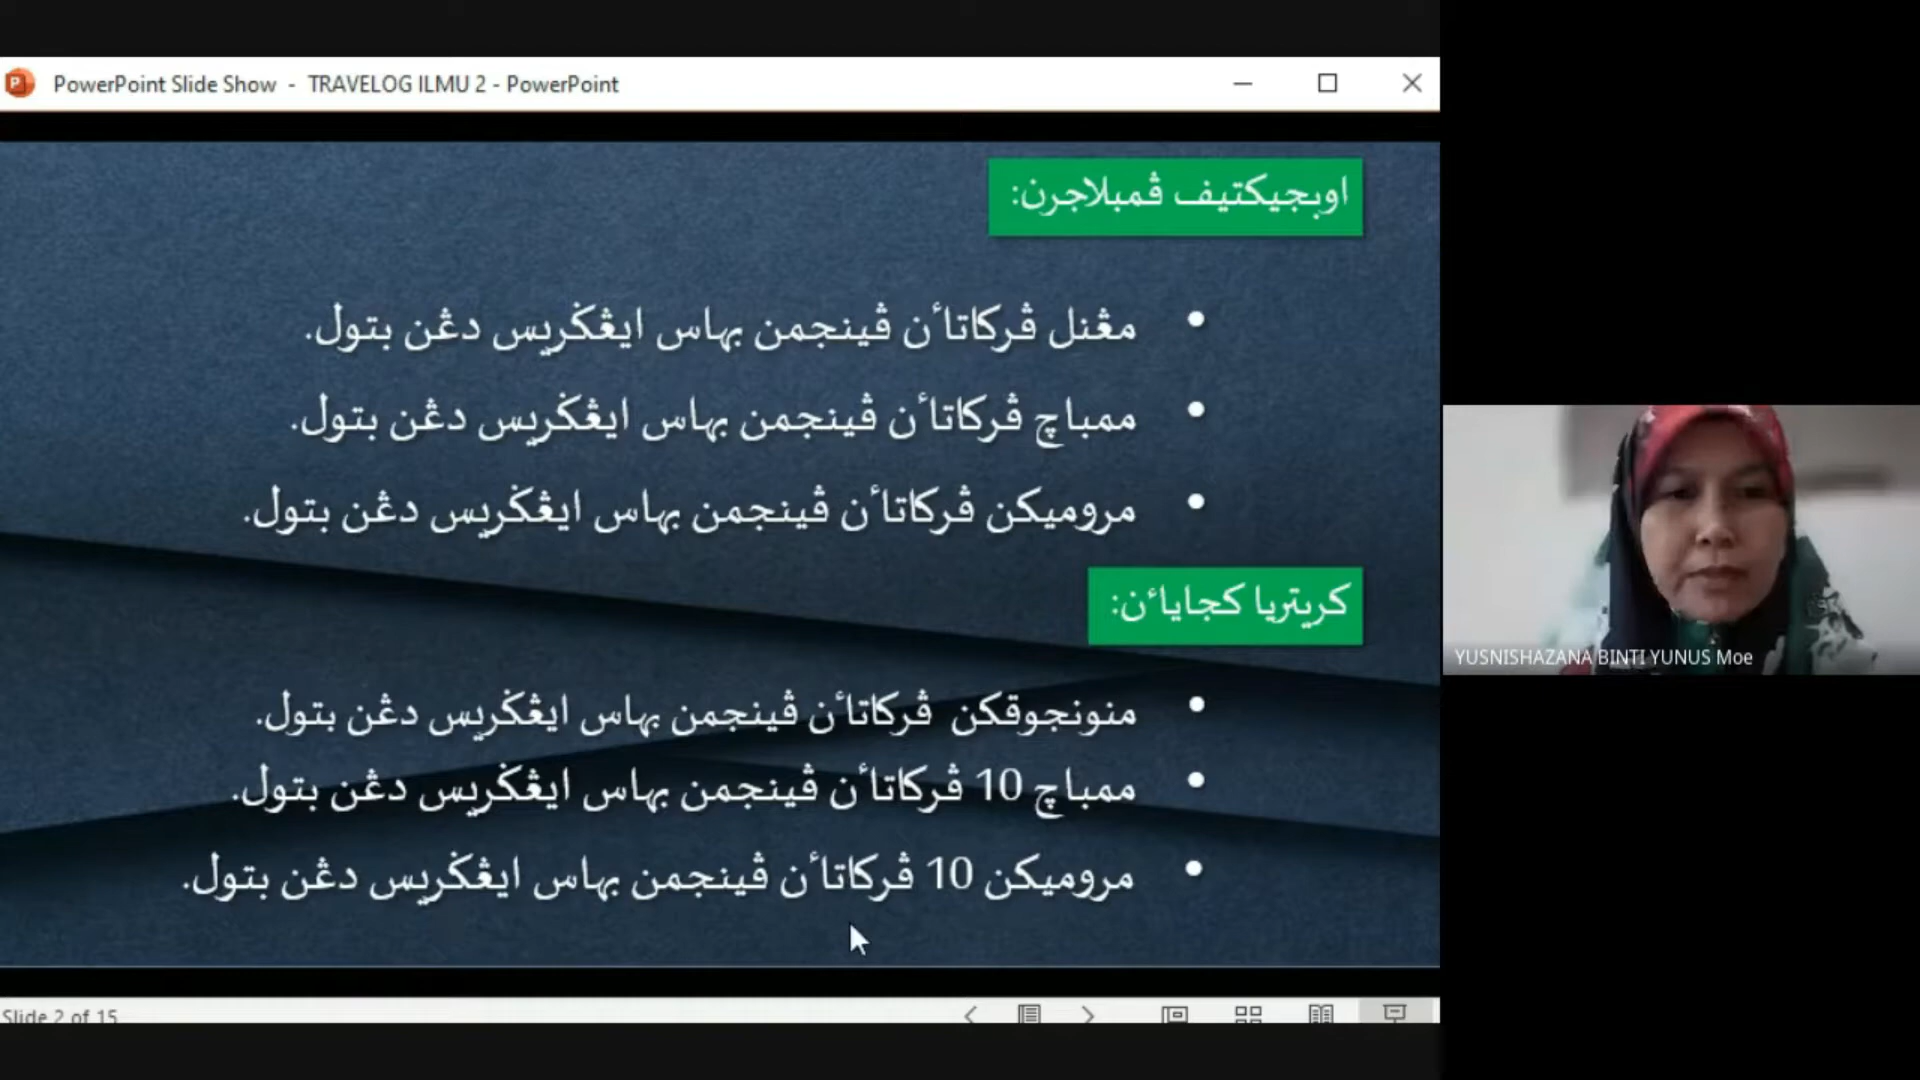 PowerPoint Slide Show - TRAVELOG ILMU 2 - PowerPoint
اوبجيکتيف ڤمبلاجرن:
• مڠنل ڤرکاتاٴن ڤينجمن بهاس ايڠݢريس دڠن بتول.
• ممباچ ڤرکاتاٴن ڤينجمن بهاس ايڠݢريس دڠن بتول.
• مروميکن ڤرکاتاٴن ڤينجمن بهاس ايڠݢريس دڠن بتول.
کريتريا کجاياٴن:
• منونجوقکن ڤرکاتاٴن ڤينجمن بهاس ايڠݢريس دڠن بتول.
• ممباچ 10 ڤرکاتاٴن ڤينجمن بهاس ايڠݢريس دڠن بتول.
• مروميکن 10 ڤرکاتاٴن ڤينجمن بهاس ايڠݢريس دڠن بتول.
YUSNISHAZANA BINTI YUNUS Moe
Slide 2 of 15